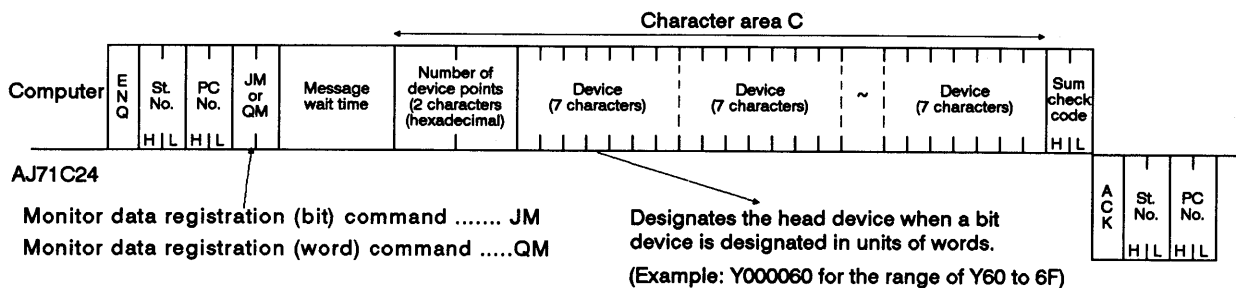 Character area C
Computer
E N Q
St. No.
H L
PC No.
H L
JM or QM
Message wait time
Number of device points (2 characters (hexadecimal)
Device (7 characters)
Device (7 characters)
~
Device (7 characters)
Sum check code
H L
AJ71C24
A C K
St. No.
H L
PC No.
H L
Monitor data registration (bit) command ....... JM
Monitor data registration (word) command .....QM
Designates the head device when a bit
device is designated in units of words.
(Example: Y000060 for the range of Y60 to 6F)